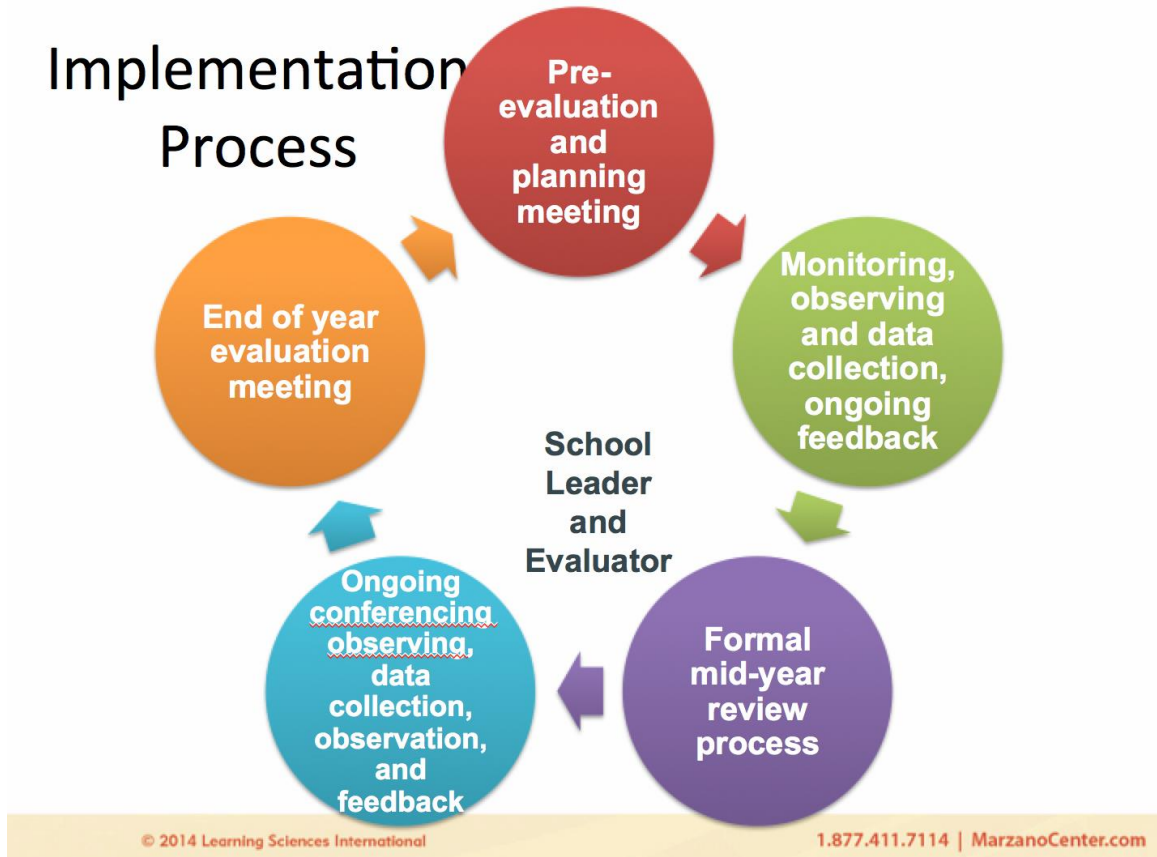 Implementation
Process
Pre-
evaluation
and
planning
meeting
Monitoring,
observing
and data
collection,
ongoing
feedback
Formal
mid-year
review
process
Ongoing
conferencing
observing,
data
collection,
observation,
and
feedback
End of year
evaluation
meeting
School
Leader
and
Evaluator
© 2014 Learning Sciences International
1.877.411.7114 | MarzanoCenter.com